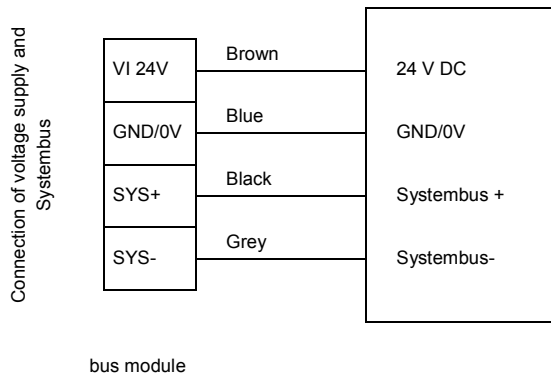 Connection of voltage supply and
Systembus
VI 24V
Brown
24 V DC
GND/0V
Blue
GND/0V
SYS+
Black
Systembus +
SYS-
Grey
Systembus-
bus module